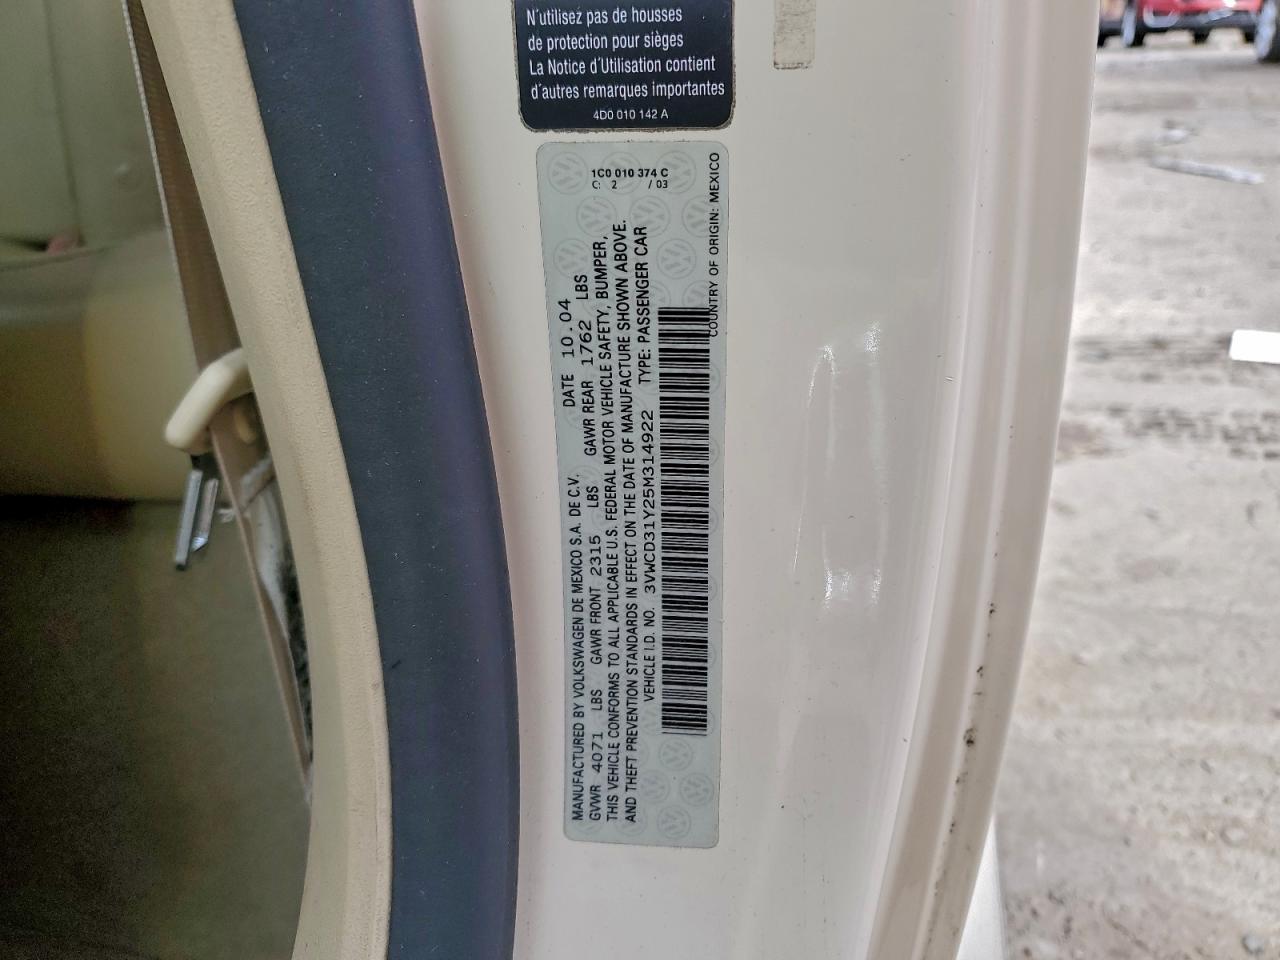 N'utilisez pas de housses
de protection pour sièges
La Notice d'Utilisation contient
d'autres remarques importantes
4D0 010 142 A
1C0 010 374 C
C: 2 / 03
MANUFACTURED BY VOLKSWAGEN DE MEXICO S.A. DE C.V. DATE 10.04
GVWR 4071 LBS GAWR FRONT 2315 LBS GAWR REAR 1762 LBS
THIS VEHICLE CONFORMS TO ALL APPLICABLE U.S. FEDERAL MOTOR VEHICLE SAFETY, BUMPER,
AND THEFT PREVENTION STANDARDS IN EFFECT ON THE DATE OF MANUFACTURE SHOWN ABOVE.
VEHICLE I.D. NO. 3VWCD31Y25M314922 TYPE: PASSENGER CAR
COUNTRY OF ORIGIN: MEXICO